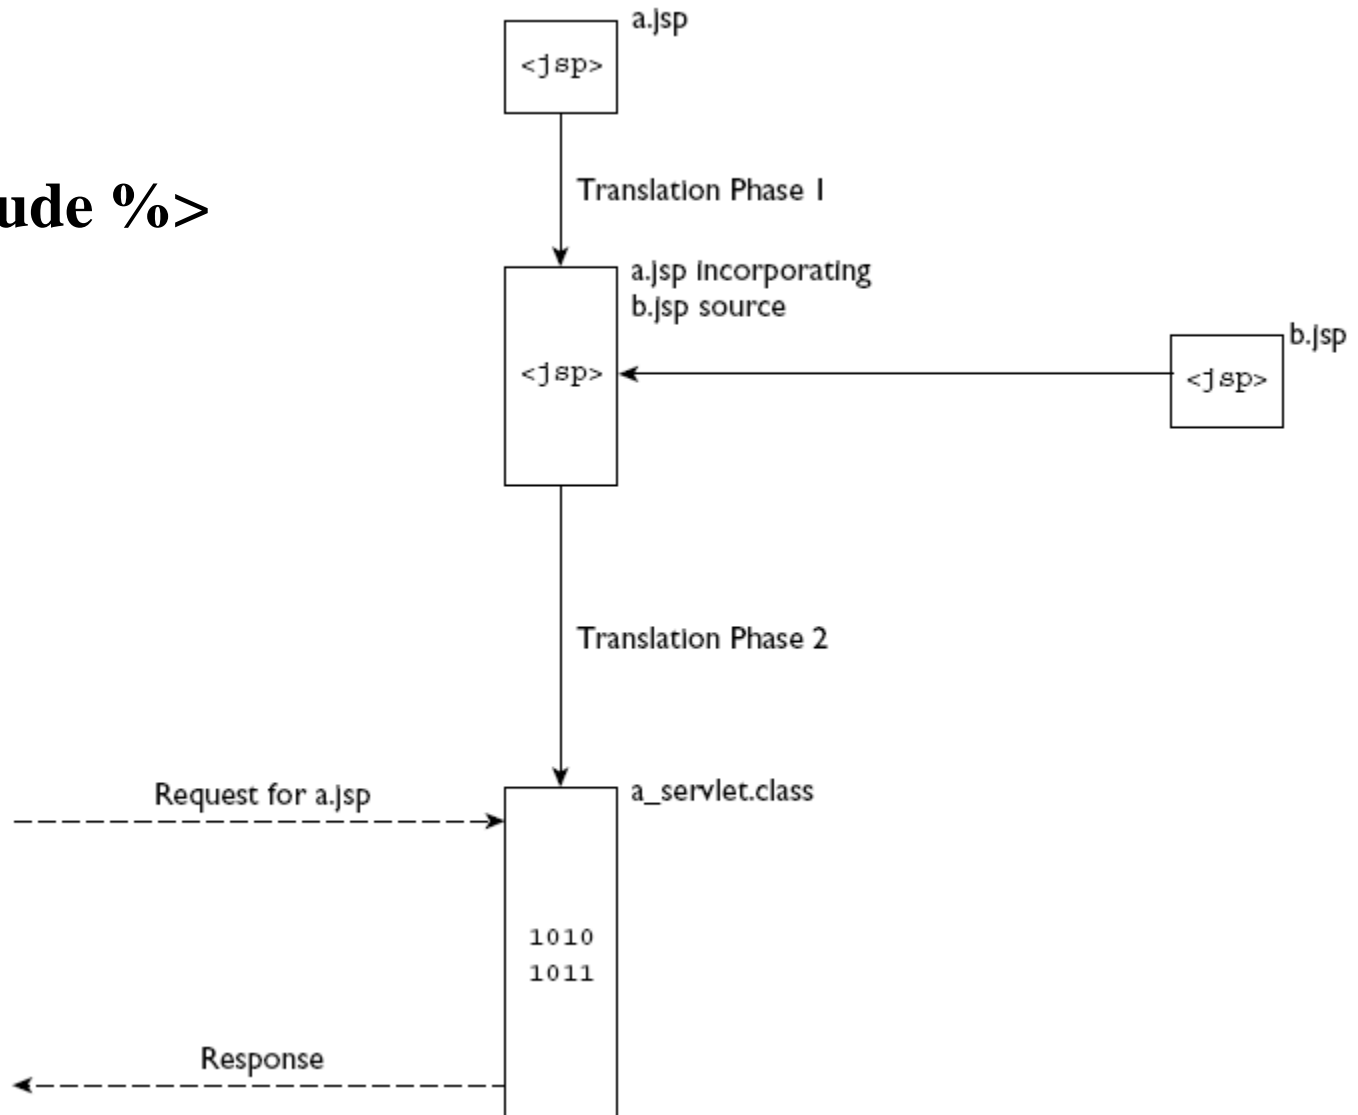 a.jsp
<jsp>
ude %>
Translation Phase 1
a.jsp incorporating
b.jsp source
<jsp>
b.jsp
<jsp>
Translation Phase 2
Request for a.jsp
a_servlet.class
1010
1011
Response